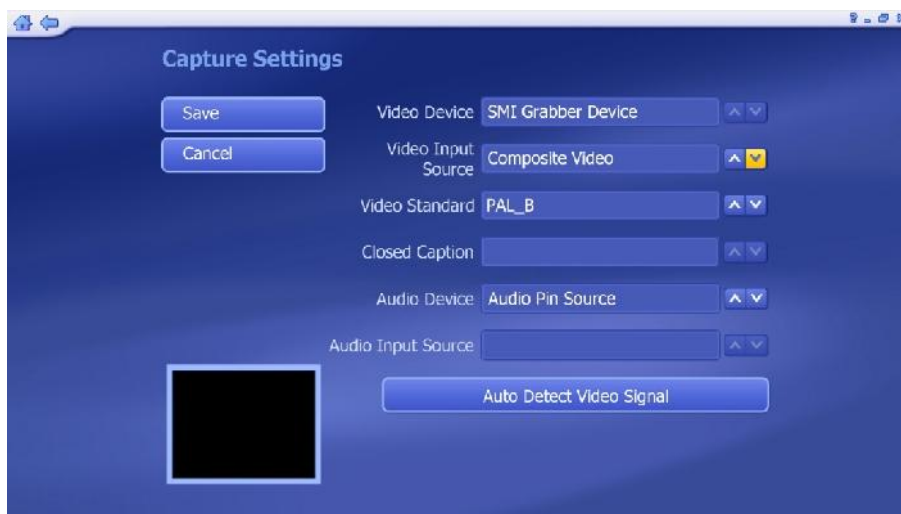 Capture Settings
Save
Cancel
Video Device SMI Grabber Device
Video Input
Source
Composite Video
Video Standard PAL_B
Closed Caption
Audio Device Audio Pin Source
Audio Input Source
Auto Detect Video Signal